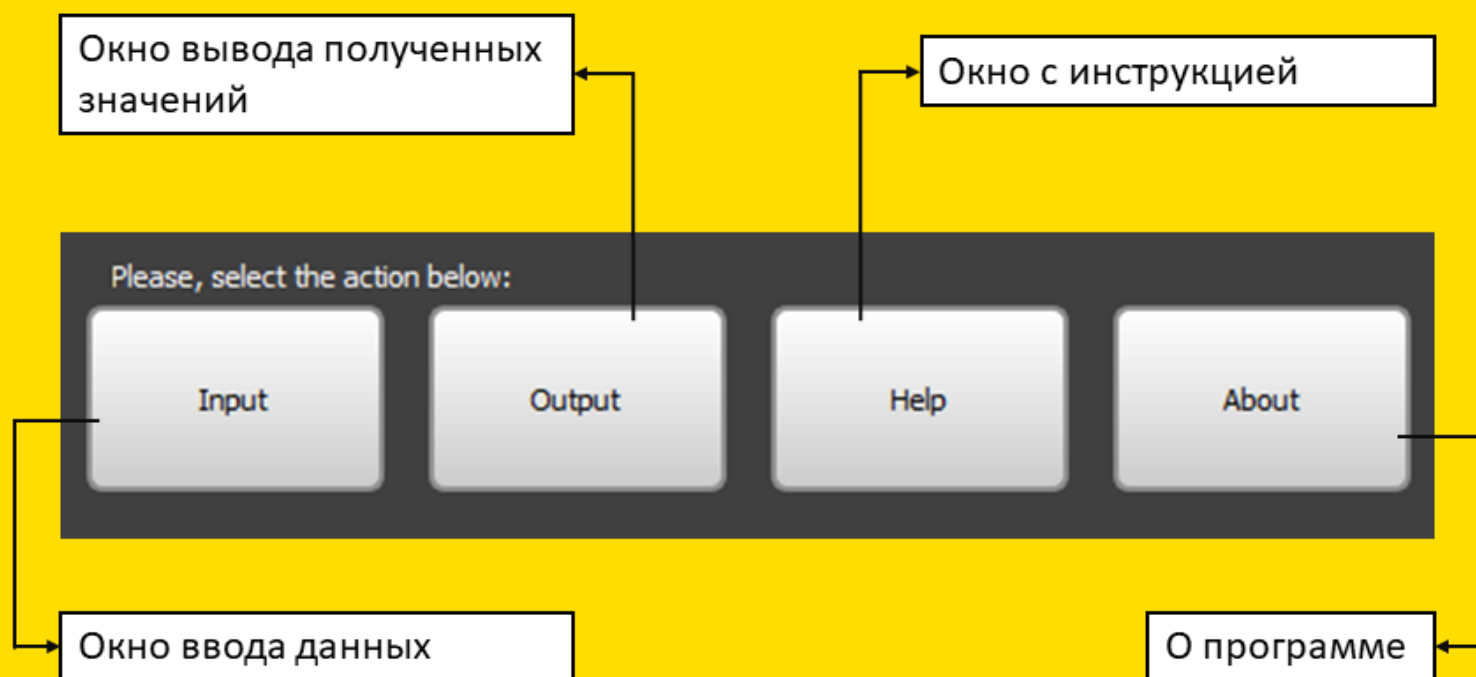 Окно вывода полученных
значений
Окно с инструкцией
Please, select the action below:
Input
Output
Help
About
Окно ввода данных
О программе